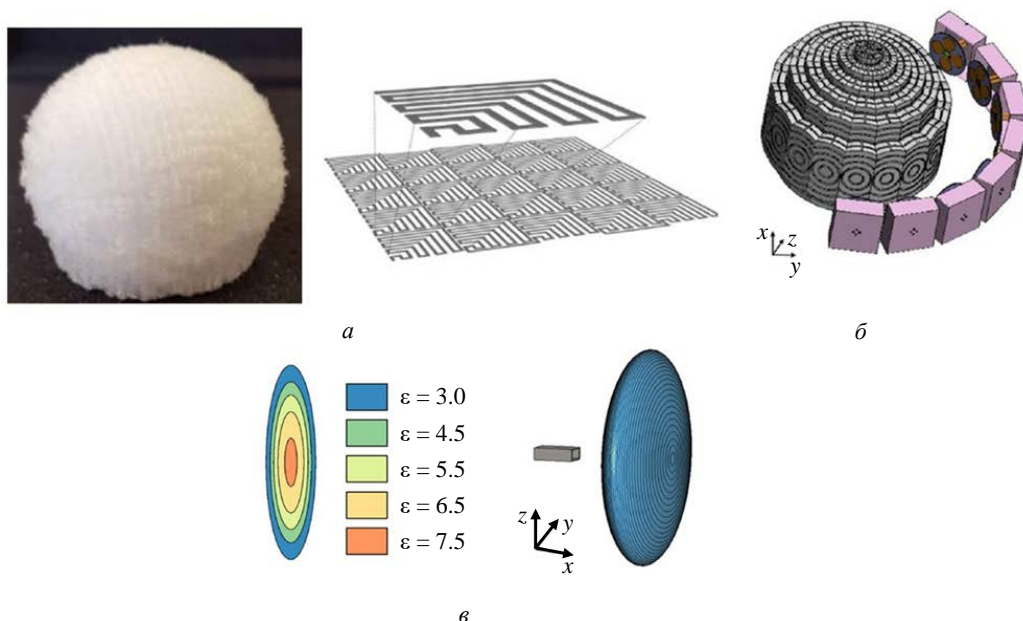 x
z
y
а
б
ε = 3.0
ε = 4.5
ε = 5.5
ε = 6.5
ε = 7.5
z
y
x
в